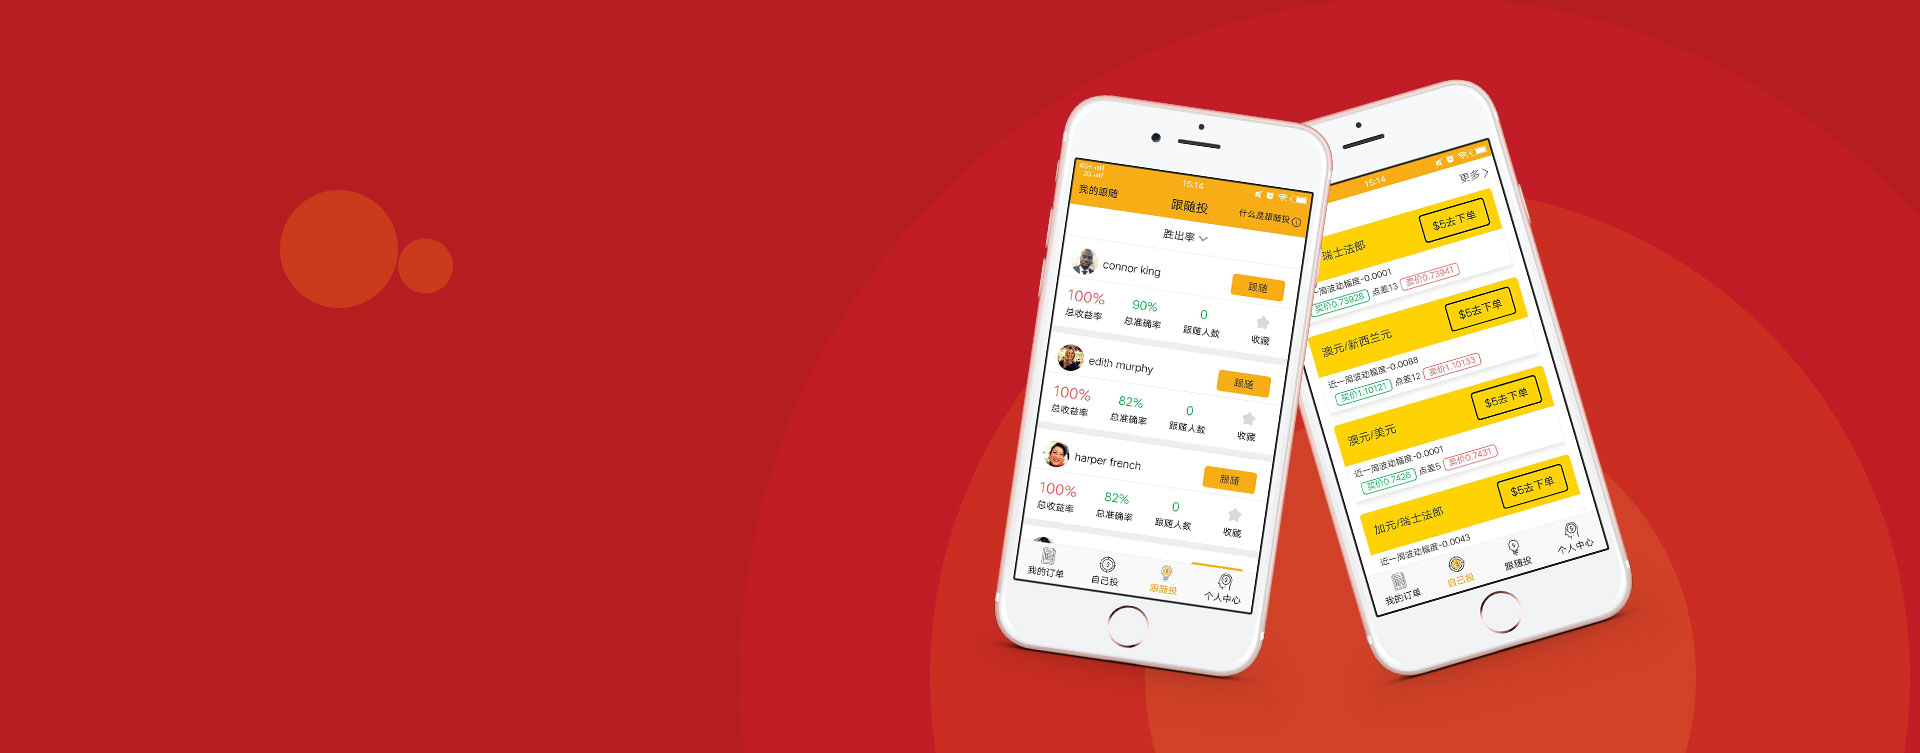 4G+
2G
15:14
我的跟随
跟随投
什么是跟随投
胜出率
connor king
跟随
100%
90%
0
总收益率
总准确率
跟随人数
收藏
edith murphy
跟随
100%
82%
0
总收益率
总准确率
跟随人数
收藏
harper french
跟随
100%
82%
0
总收益率
总准确率
跟随人数
收藏
我的订单
自己投
跟随投
个人中心
15:14
更多
瑞士法郎
$5去下单
一周波动幅度-0.0001
买价0.73928 点差13 卖价0.73941
澳元/新西兰元
$5去下单
近一周波动幅度-0.0088
买价1.10121 点差12 卖价1.10133
澳元/美元
$5去下单
近一周波动幅度-0.0001
买价0.7426 点差5 卖价0.7431
加元/瑞士法郎
$5去下单
近一周波动幅度-0.0043
我的订单
自己投
跟随投
个人中心